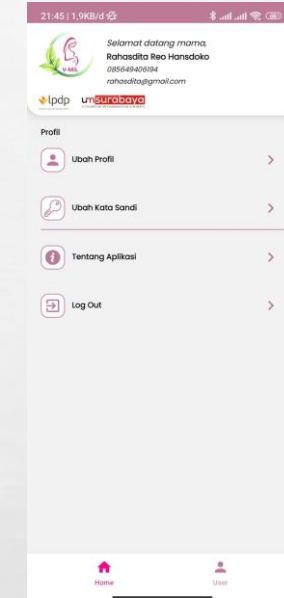 21:45 | 1,9KB/d
Selamat datang mama,
Rahasdita Reo Hansdoko
085649406194
rahasdita@gmail.com
V-MIL
lpdp umsurabaya
Profil
Ubah Profil
Ubah Kata Sandi
Tentang Aplikasi
Log Out
Home User